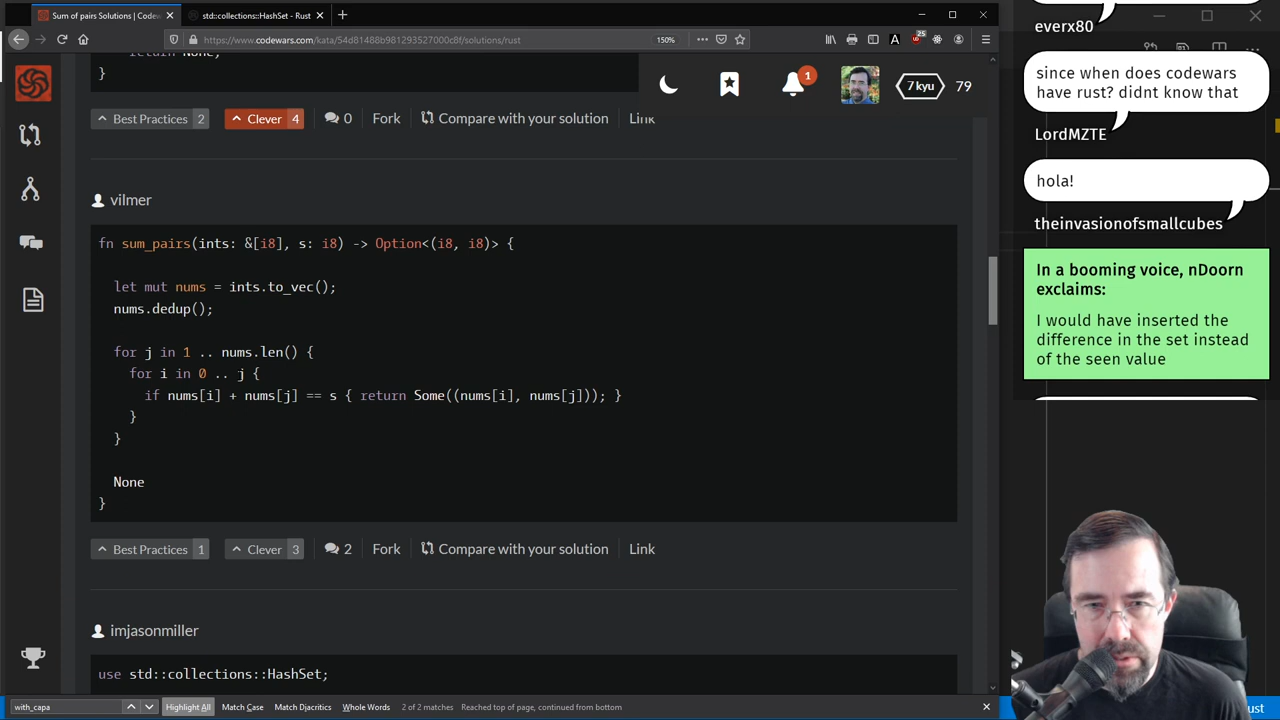 Sum of pairs Solutions | Codew
std::collections::HashSet - Rust
https://www.codewars.com/kata/54d81488b981293527000c8f/solutions/rust
150%
25
return None;
}
1
7 kyu
79
Best Practices 2
Clever 4
0
Fork
Compare with your solution
Link
vilmer
fn sum_pairs(ints: &[i8], s: i8) -> Option<(i8, i8)> {
let mut nums = ints.to_vec();
nums.dedup();
for j in 1 .. nums.len() {
for i in 0 .. j {
if nums[i] + nums[j] == s { return Some((nums[i], nums[j])); }
}
}
None
}
Best Practices 1
Clever 3
2
Fork
Compare with your solution
Link
imjasonmiller
use std::collections::HashSet;
with_capa
Highlight All
Match Case
Match Diacritics
Whole Words
2 of 2 matches
Reached top of page, continued from bottom
everx80
since when does codewars
have rust? didnt know that
LordMZTE
hola!
theinvasionofsmallcubes
In a booming voice, nDoorn
exclaims:
I would have inserted the
difference in the set instead
of the seen value
ust